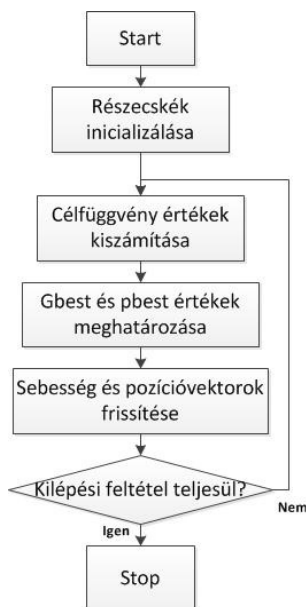 Start
Részecskék
inicializálása
Célfüggvény értékek
kiszámítása
Gbest és pbest értékek
meghatározása
Sebesség és pozícióvektorok
frissítése
Kilépési feltétel teljesül?
Nem
Igen
Stop